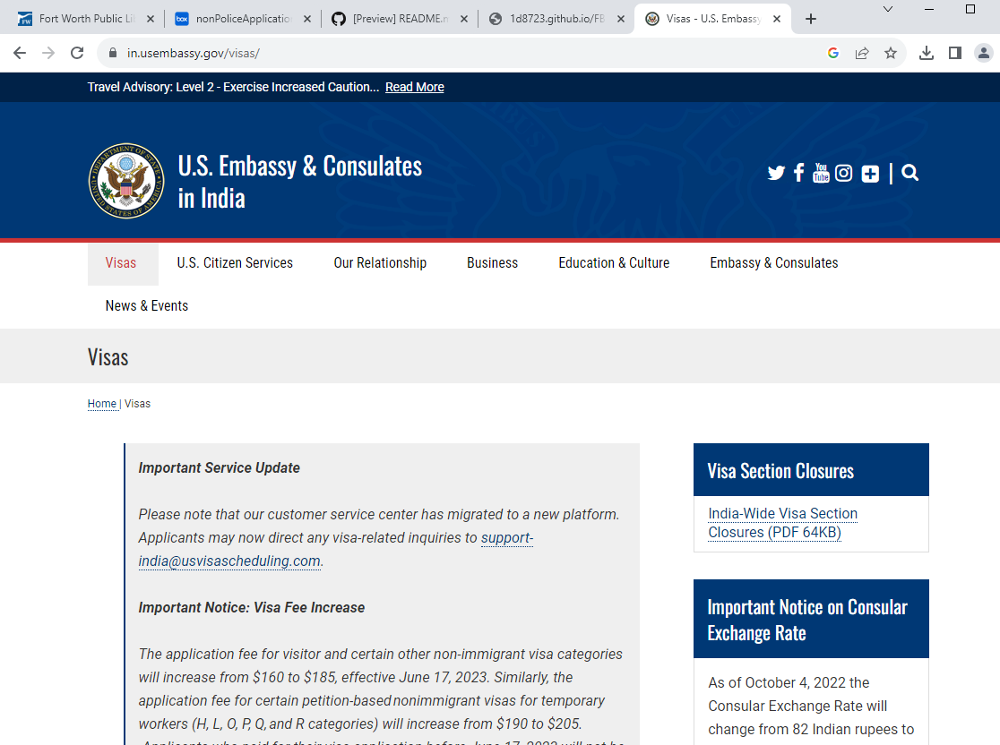 Fort Worth Public Li
box
nonPoliceApplication
[Preview] README.m
1d8723.github.io/FB
Visas - U.S. Embassy
in.usembassy.gov/visas/
Travel Advisory: Level 2 - Exercise Increased Caution... Read More
U.S. Embassy & Consulates
in India
Visas
U.S. Citizen Services
Our Relationship
Business
Education & Culture
Embassy & Consulates
News & Events
Visas
Home | Visas
Important Service Update
Please note that our customer service center has migrated to a new platform.
Applicants may now direct any visa-related inquiries to support-
india@usvisascheduling.com.
Important Notice: Visa Fee Increase
The application fee for visitor and certain other non-immigrant visa categories
will increase from $160 to $185, effective June 17, 2023. Similarly, the
application fee for certain petition-based nonimmigrant visas for temporary
workers (H, L, O, P, Q, and R categories) will increase from $190 to $205.
Visa Section Closures
India-Wide Visa Section
Closures (PDF 64KB)
Important Notice on Consular
Exchange Rate
As of October 4, 2022 the
Consular Exchange Rate will
change from 82 Indian rupees to